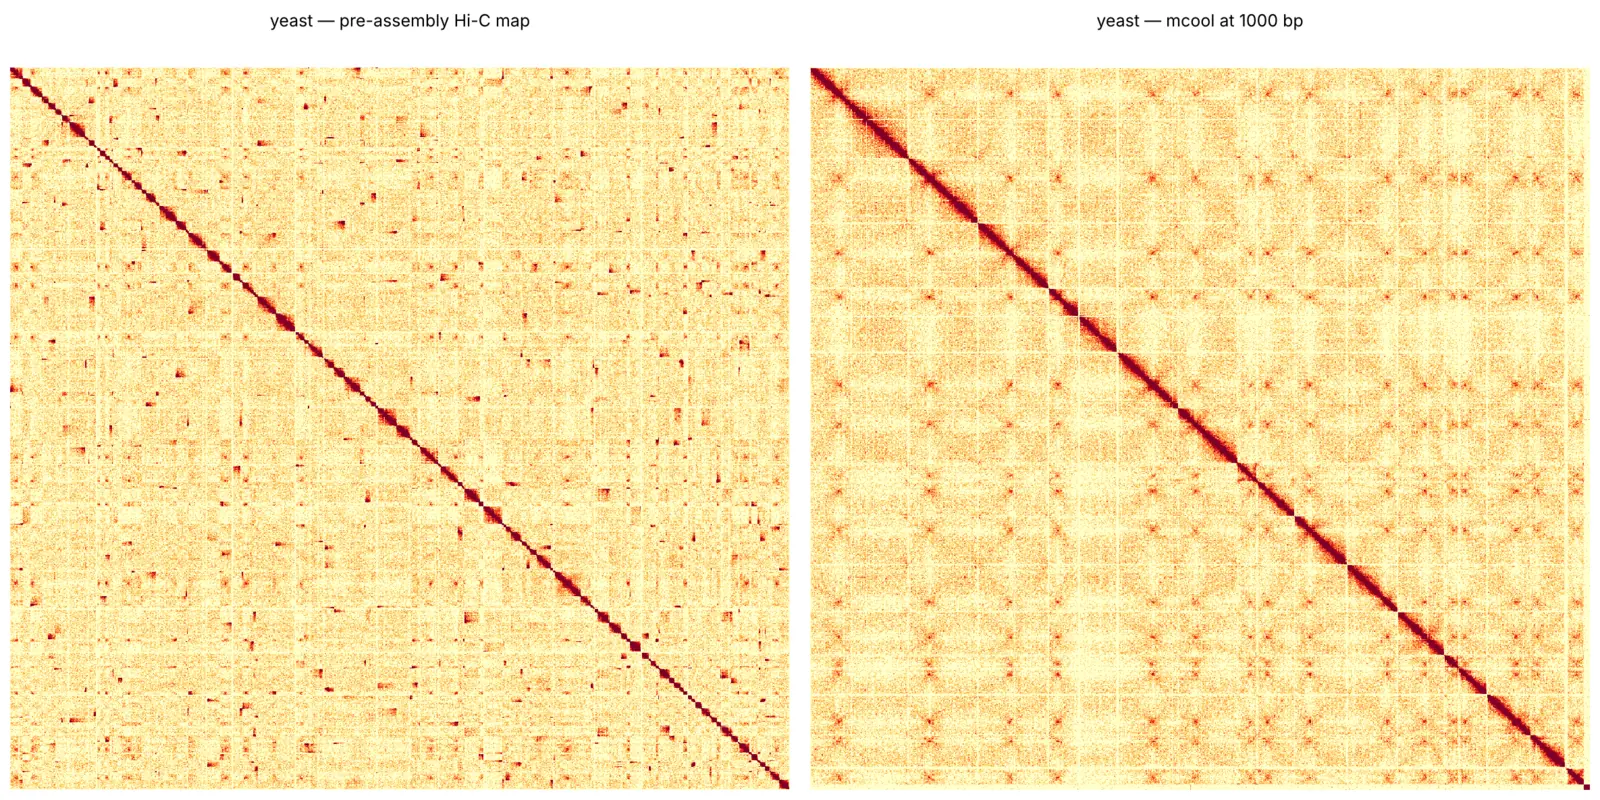 yeast — pre-assembly Hi-C map
yeast — mcool at 1000 bp